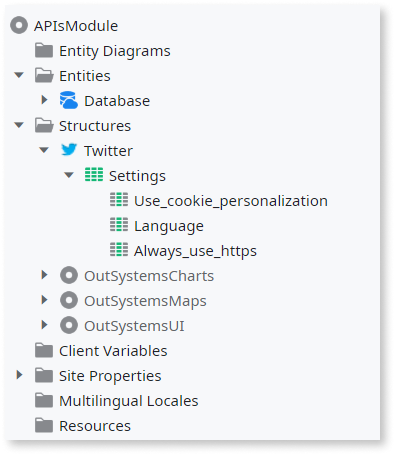 APIsModule
Entity Diagrams
Entities
Database
Structures
Twitter
Settings
Use_cookie_personalization
Language
Always_use_https
OutSystemsCharts
OutSystemsMaps
OutSystemsUI
Client Variables
Site Properties
Multilingual Locales
Resources